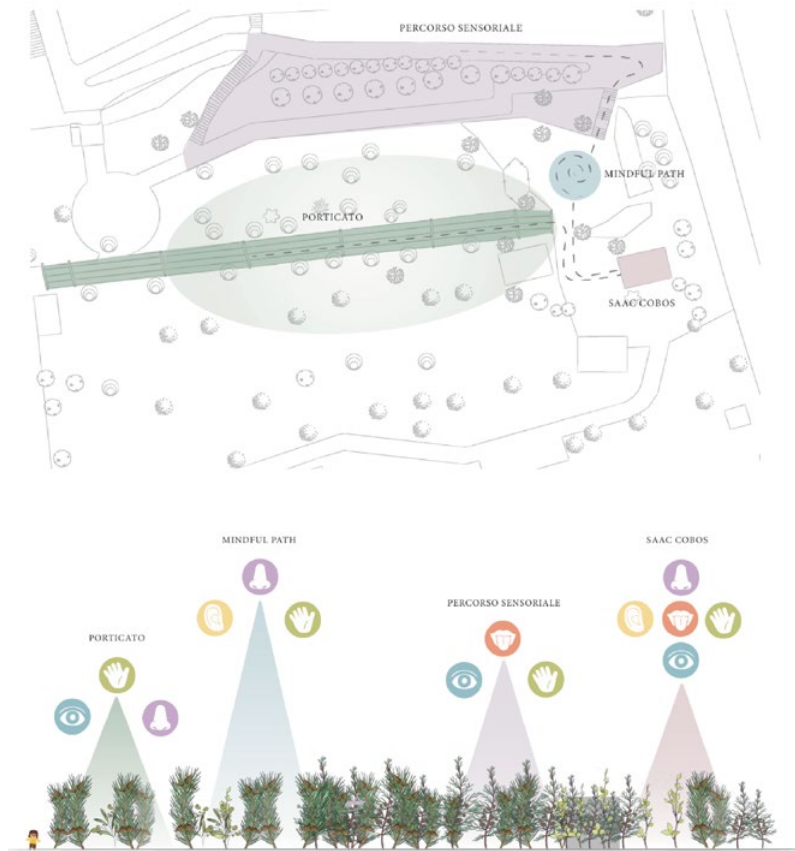 PERCORSO SENSORIALE
MINDFUL PATH
PORTICATO
SAAC COBOS
MINDFUL PATH
SAAC COBOS
PERCORSO SENSORIALE
PORTICATO